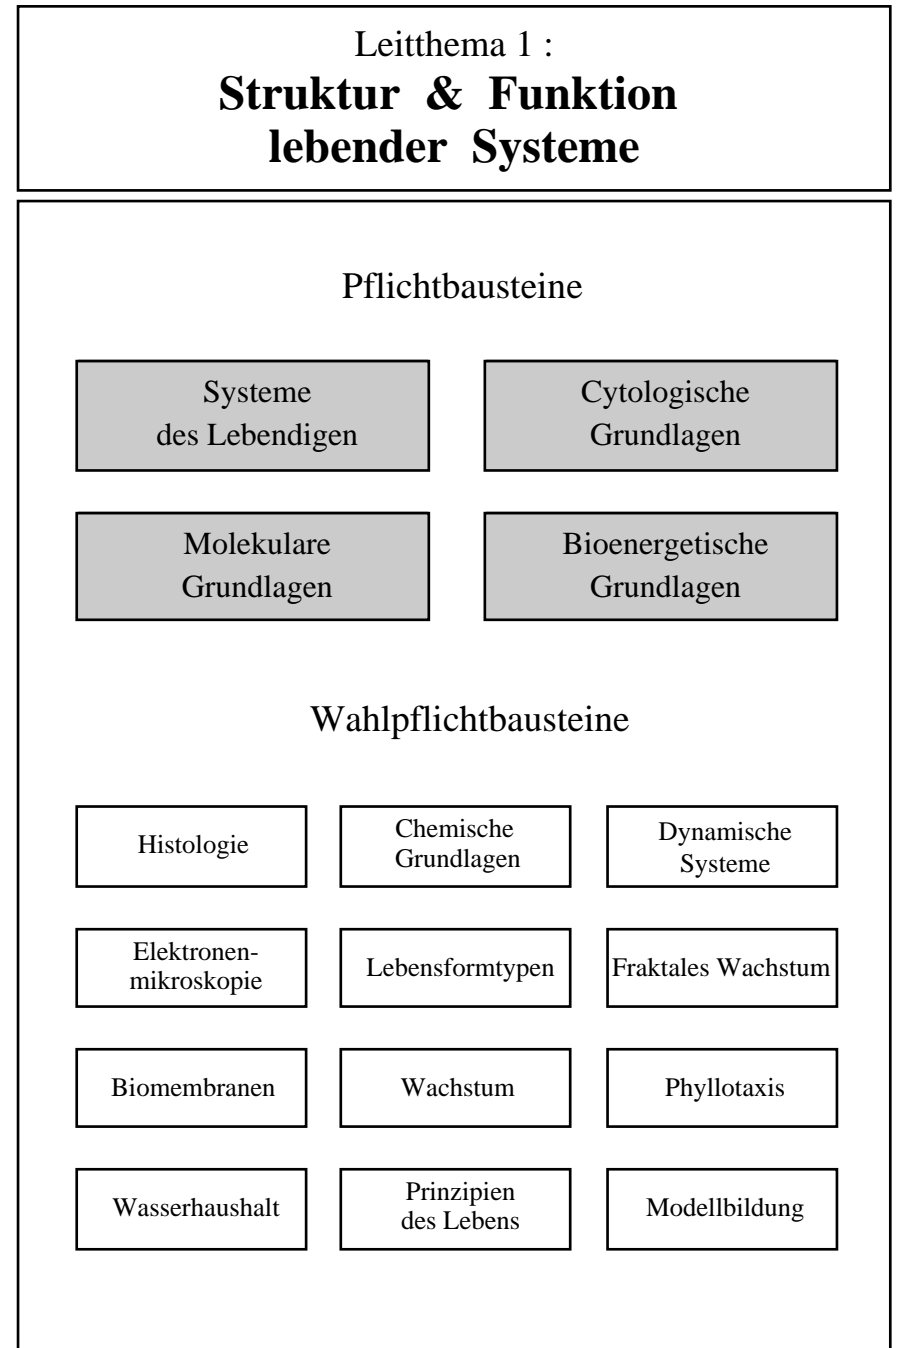 Leitthema 1 :
Struktur & Funktion
lebender Systeme
Pflichtbausteine
Systeme
des Lebendigen
Cytologische
Grundlagen
Molekulare
Grundlagen
Bioenergetische
Grundlagen
Wahlpflichtbausteine
Histologie
Chemische
Grundlagen
Dynamische
Systeme
Elektronen-
mikroskopie
Lebensformtypen
Fraktales Wachstum
Biomembranen
Wachstum
Phyllotaxis
Wasserhaushalt
Prinzipien
des Lebens
Modellbildung